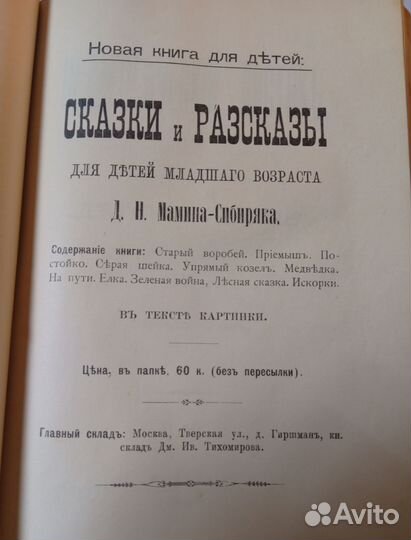 Новая книга для дѣтей:
СКАЗКИ и РАЗСКАЗЫ
ДЛЯ ДѢТЕЙ МЛАДШАГО ВОЗРАСТА
Д. Н. Мамина-Сибиряка.
Содержаніе книги: Старый воробей. Пріемышъ. По-
стойко. Сѣрая шейка. Упрямый козелъ. Медвѣдка.
На пути. Елка. Зеленая война, Лѣсная сказка. Искорки.
ВЪ ТЕКСТѢ КАРТИНКИ.
Цѣна, въ папкѣ, 60 к. (безъ пересылки).
Главный складъ: Москва, Тверская ул., д. Гиршманъ, кн.
складъ Дм. Ив. Тихомирова.
Avito